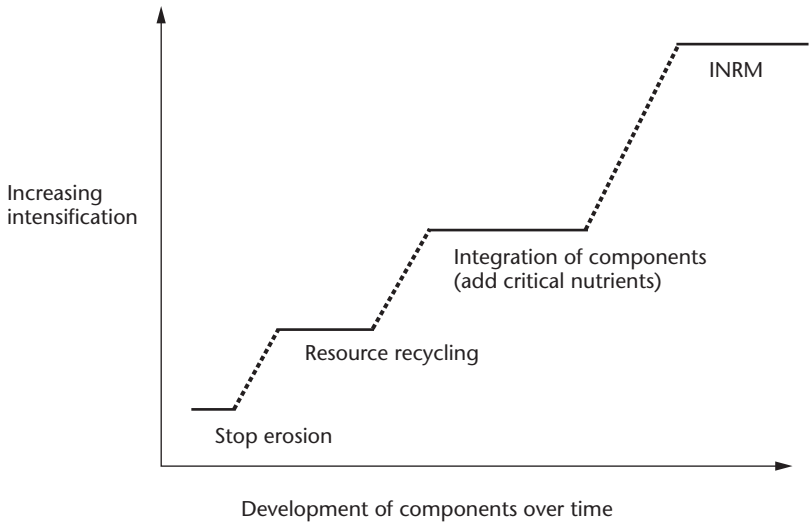 INRM
Increasing
intensification
Integration of components
(add critical nutrients)
Resource recycling
Stop erosion
Development of components over time